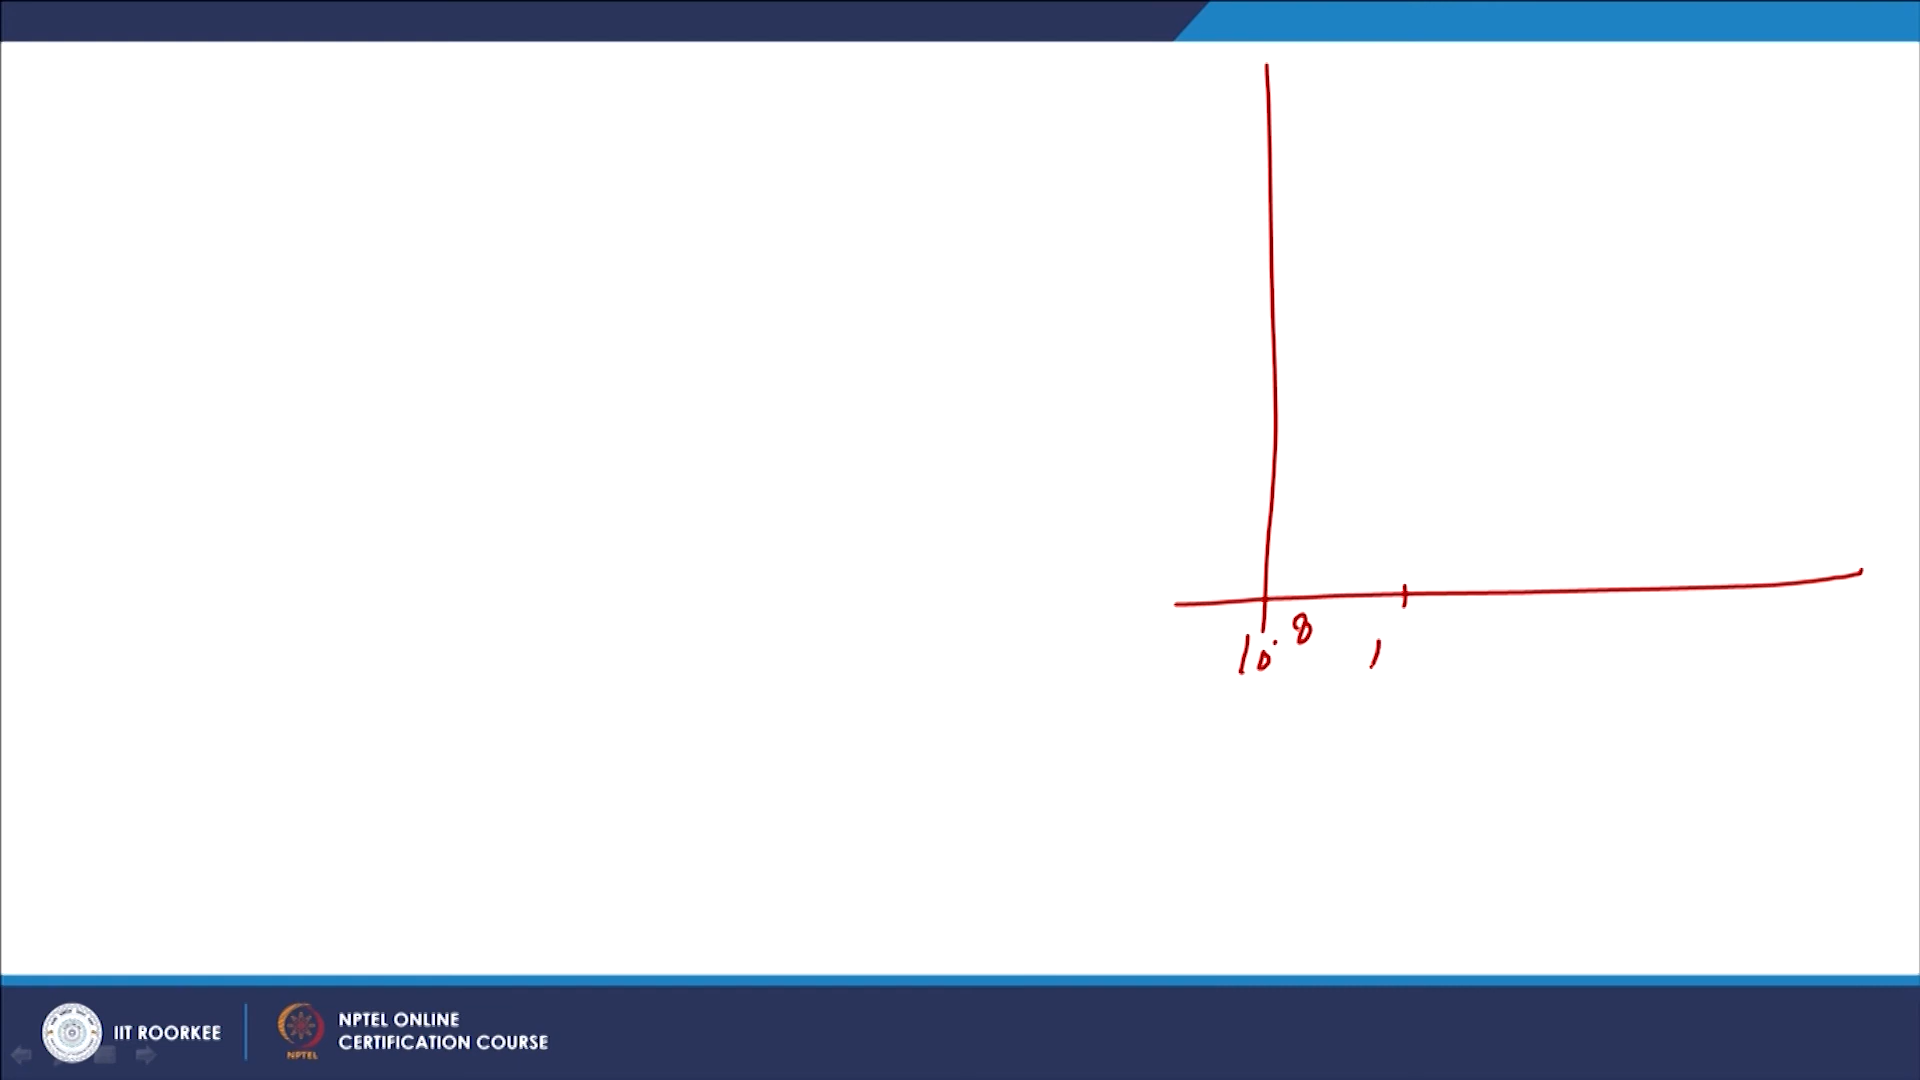 10 8 1
IIT ROORKEE
NPTEL
NPTEL ONLINE
CERTIFICATION COURSE